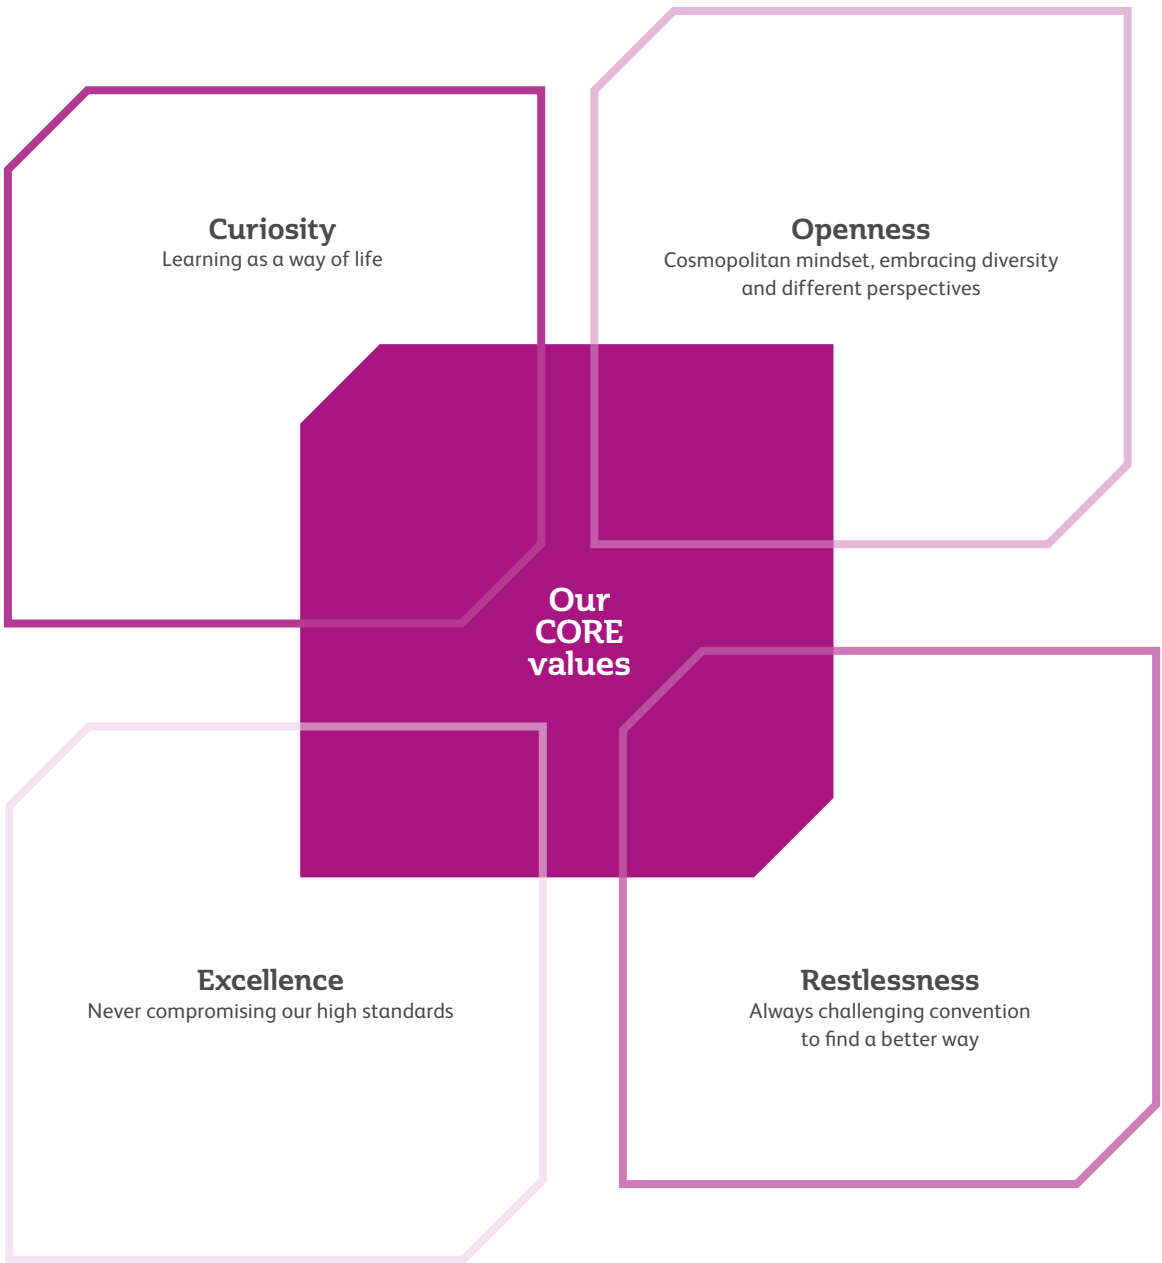 Curiosity
Learning as a way of life
Openness
Cosmopolitan mindset, embracing diversity
and different perspectives
Our
CORE
values
Excellence
Never compromising our high standards
Restlessness
Always challenging convention
to find a better way